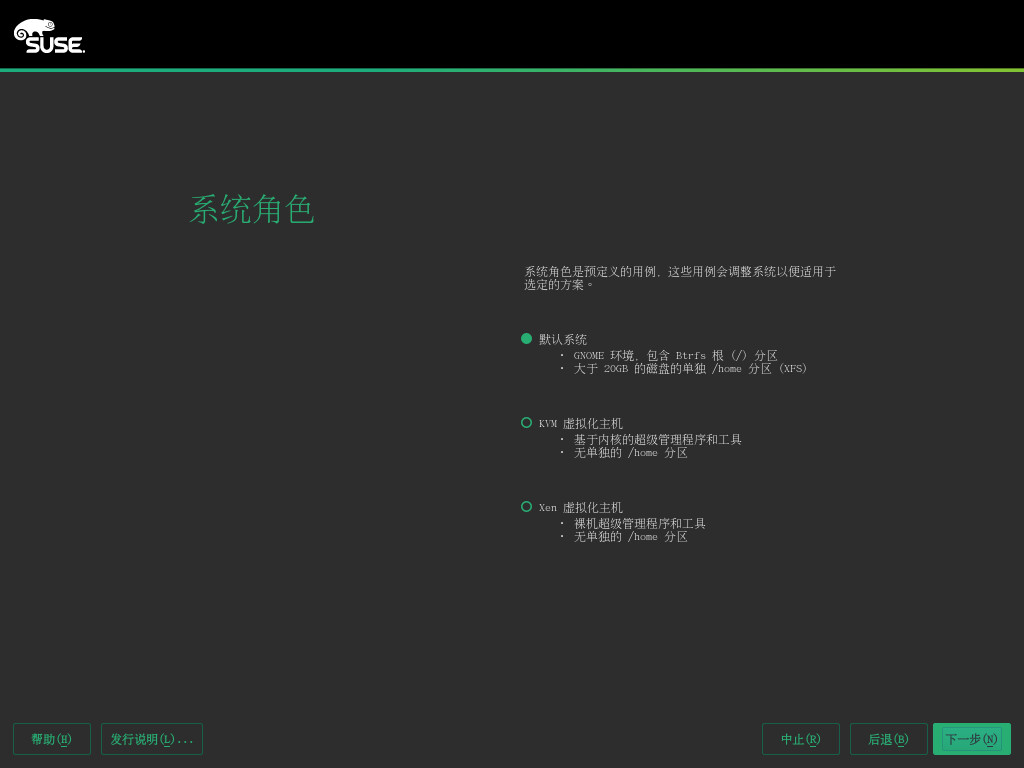 SUSE.
系统角色
系统角色是预定义的用例，这些用例会调整系统以便适用于
选定的方案。
默认系统
• GNOME 环境，包含 Btrfs 根 (/) 分区
• 大于 20GB 的磁盘的单独 /home 分区 (XFS)
KVM 虚拟化主机
• 基于内核的超级管理程序和工具
• 无单独的 /home 分区
Xen 虚拟化主机
• 裸机超级管理程序和工具
• 无单独的 /home 分区
帮助(H) 发行说明(L)... 中止(R) 后退(B) 下一步(N)